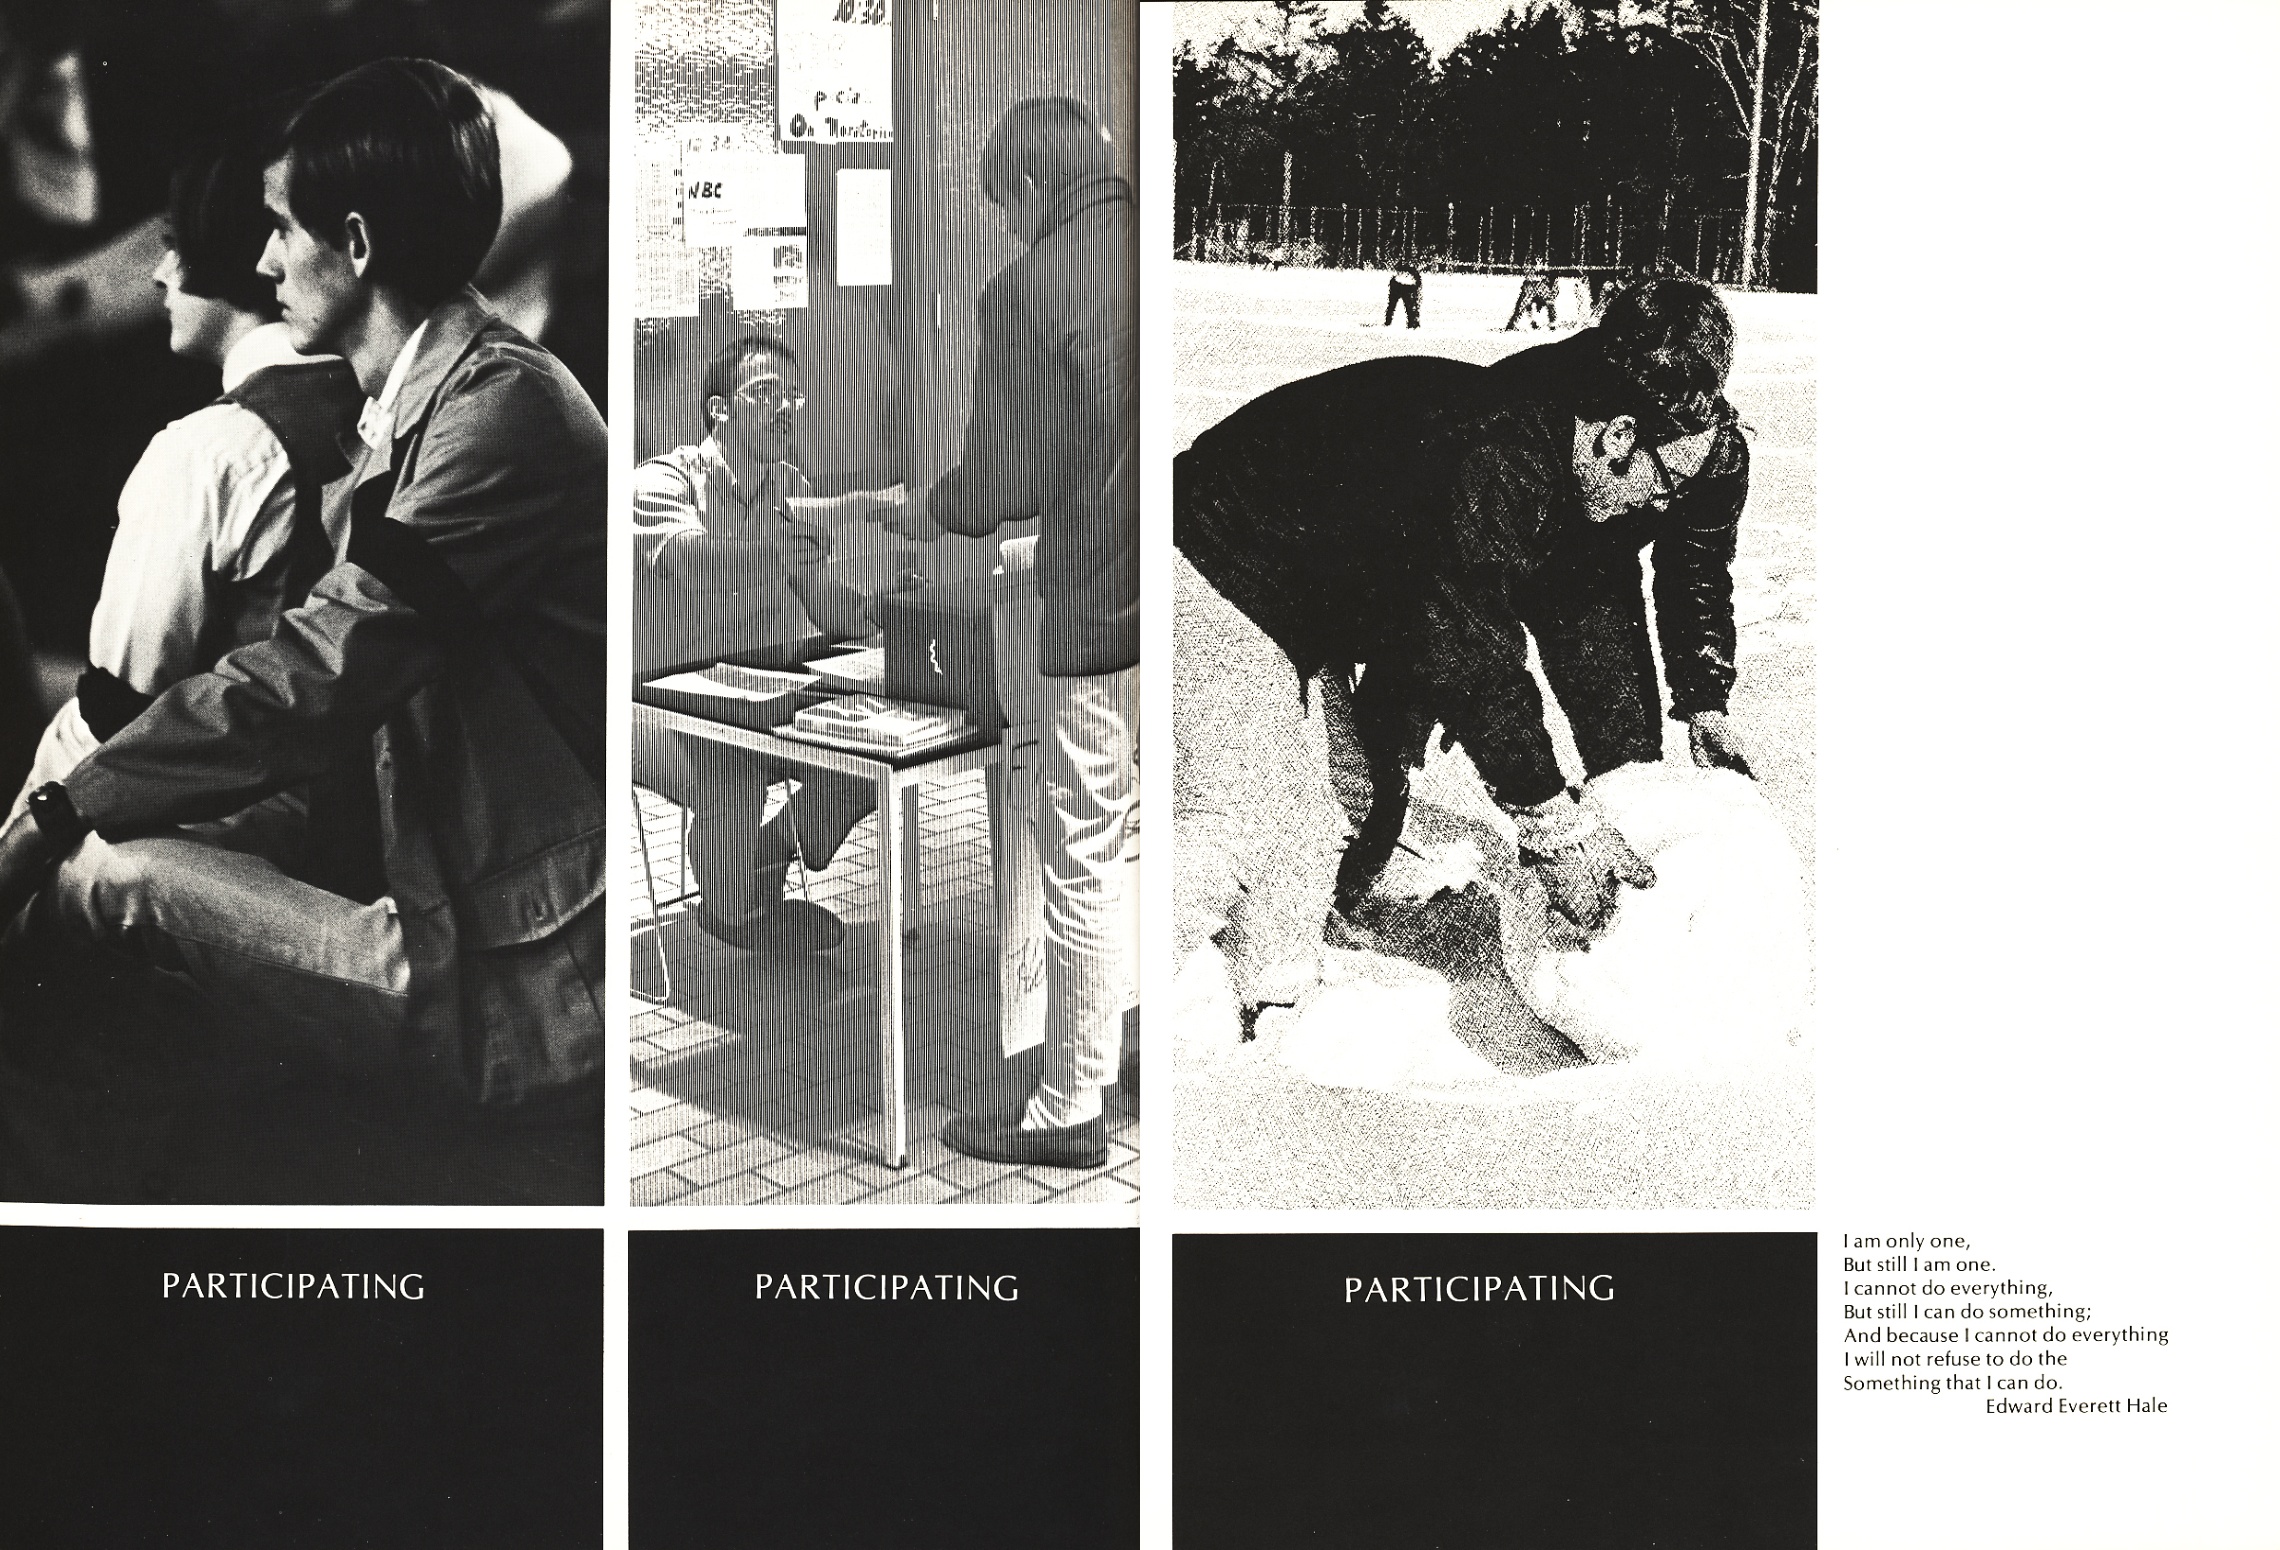 NBC
PARTICIPATING
PARTICIPATING
PARTICIPATING
I am only one,
But still I am one.
I cannot do everything,
But still I can do something;
And because I cannot do everything
I will not refuse to do the
Something that I can do.
Edward Everett Hale